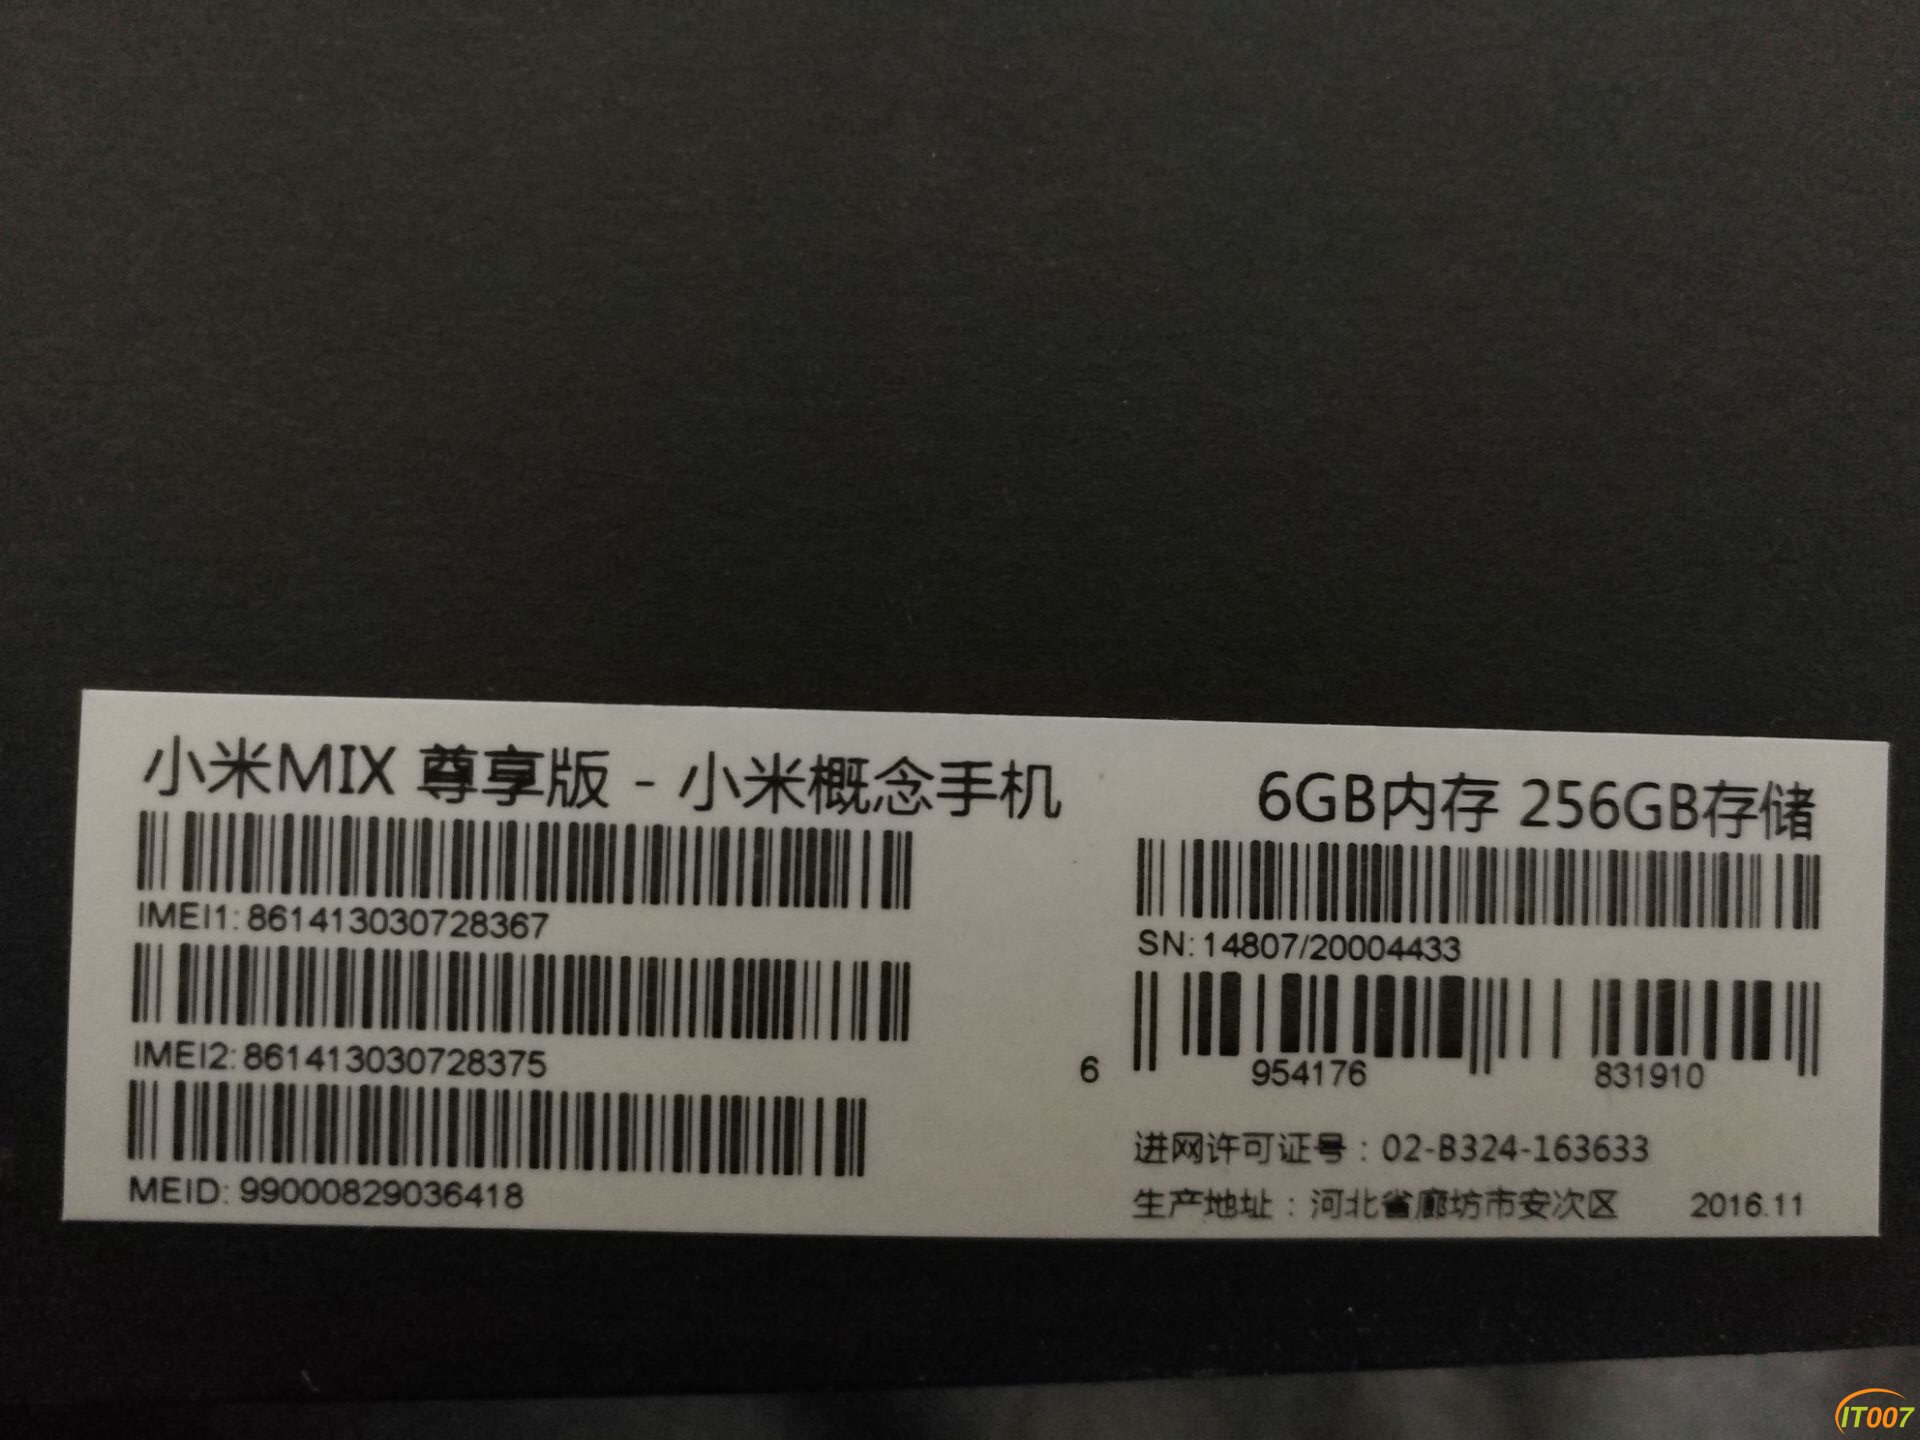 小米MIX 尊享版 - 小米概念手机
6GB内存 256GB存储
IMEI1: 861413030728367
SN: 14807/20004433
IMEI2: 861413030728375
6 954176 831910
MEID: 99000829036418
进网许可证号：02-B324-163633
生产地址：河北省廊坊市安次区 2016.11
IT007